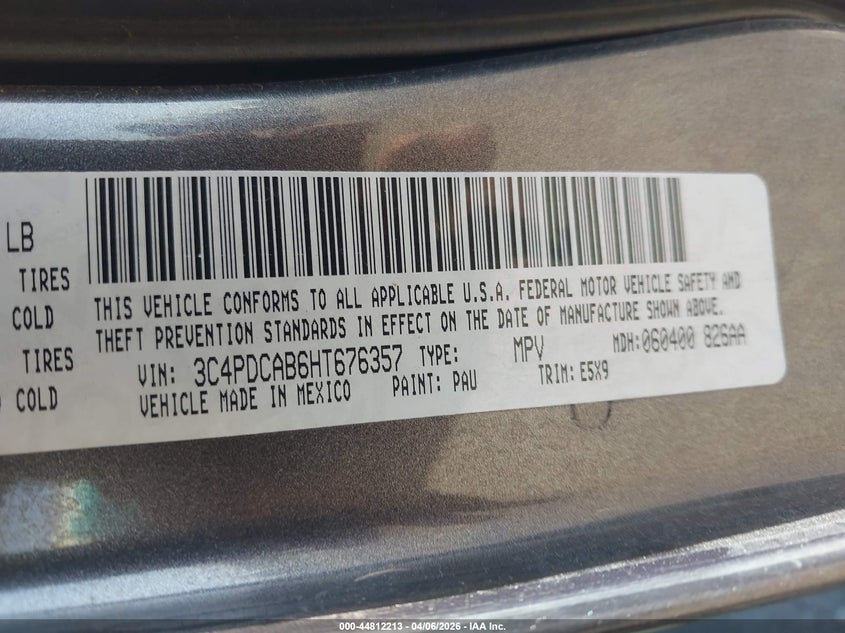 LB
TIRES
COLD
TIRES
COLD
THIS VEHICLE CONFORMS TO ALL APPLICABLE U.S.A. FEDERAL MOTOR VEHICLE SAFETY AND
THEFT PREVENTION STANDARDS IN EFFECT ON THE DATE OF MANUFACTURE SHOWN ABOVE.
VIN: 3C4PDCAB6HT676357 TYPE: MPV MDH:060400 826AA
VEHICLE MADE IN MEXICO PAINT: PAU TRIM: E5X9
000-44812213 - 04/06/2026 - IAA Inc.